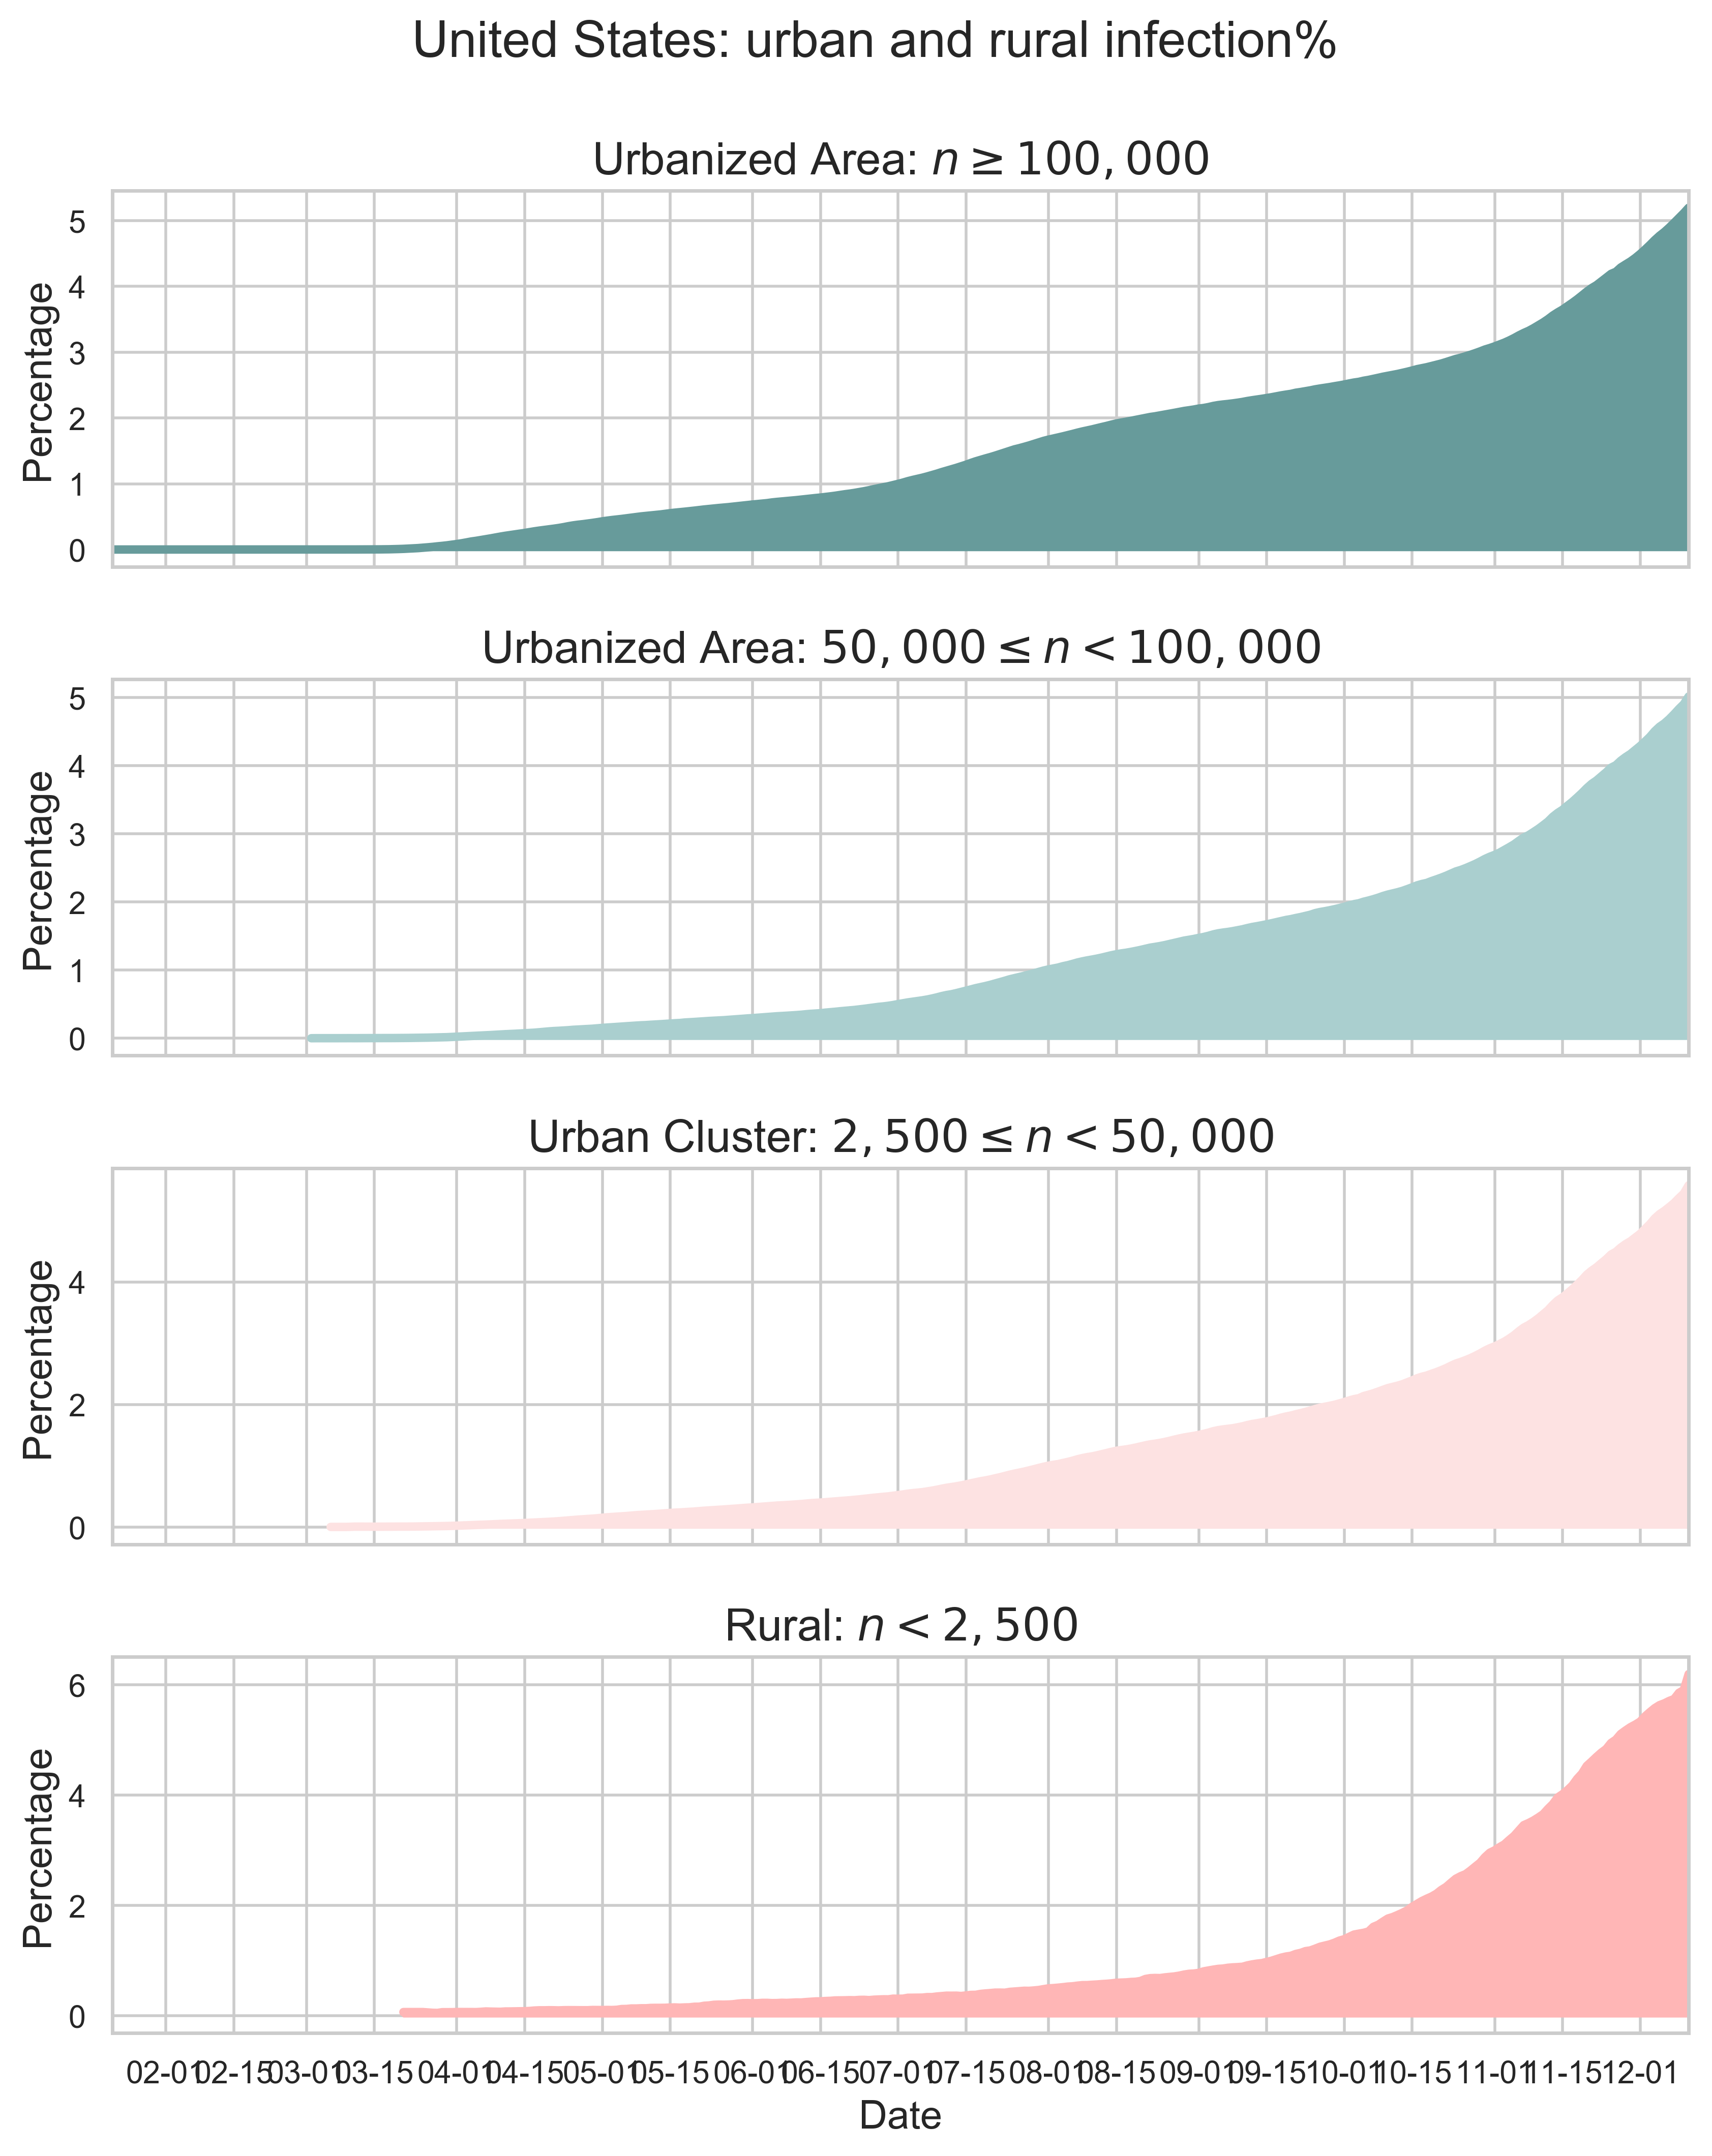 United States: urban and rural infection%
Urbanized Area: n ≥ 100, 000
5
4
3
2
1
0
Percentage
Urbanized Area: 50, 000 ≤ n < 100, 000
5
4
3
2
1
0
Percentage
Urban Cluster: 2, 500 ≤ n < 50, 000
4
2
0
Percentage
Rural: n < 2, 500
6
4
2
0
Percentage
02-01 02-15 03-01 03-15 04-01 04-15 05-01 05-15 06-01 06-15 07-01 07-15 08-01 08-15 09-01 09-15 10-01 10-15 11-01 11-15 12-01
Date